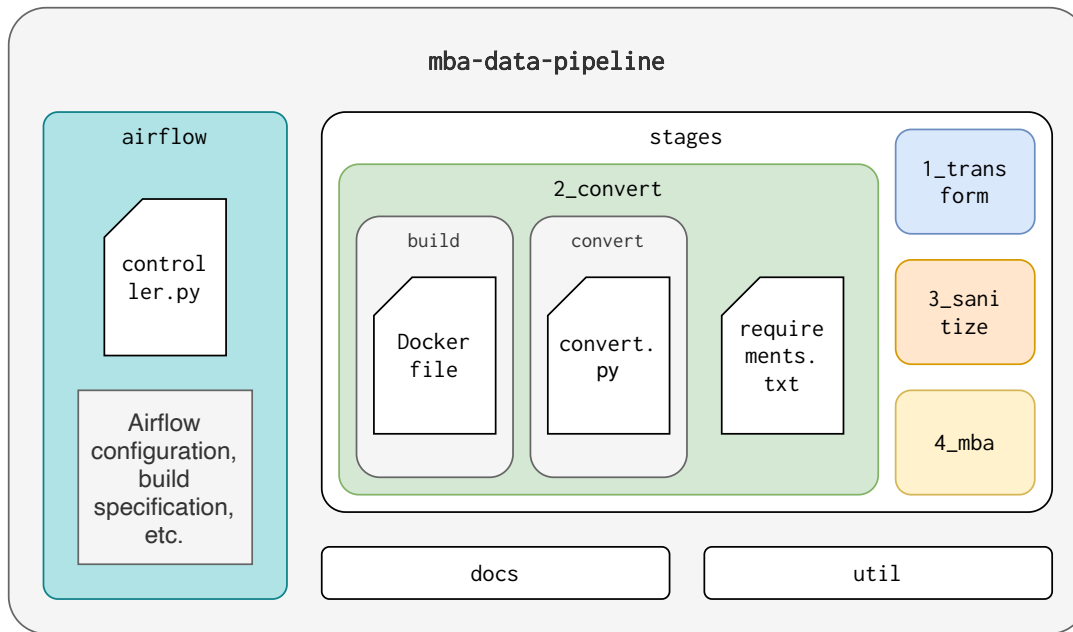 mba-data-pipeline
airflow
control
ler.py
Airflow
configuration,
build
specification,
etc.
stages
2_convert
build
Docker
file
convert
convert.
py
require
ments.
txt
1_trans
form
3_sani
tize
4_mba
docs
util